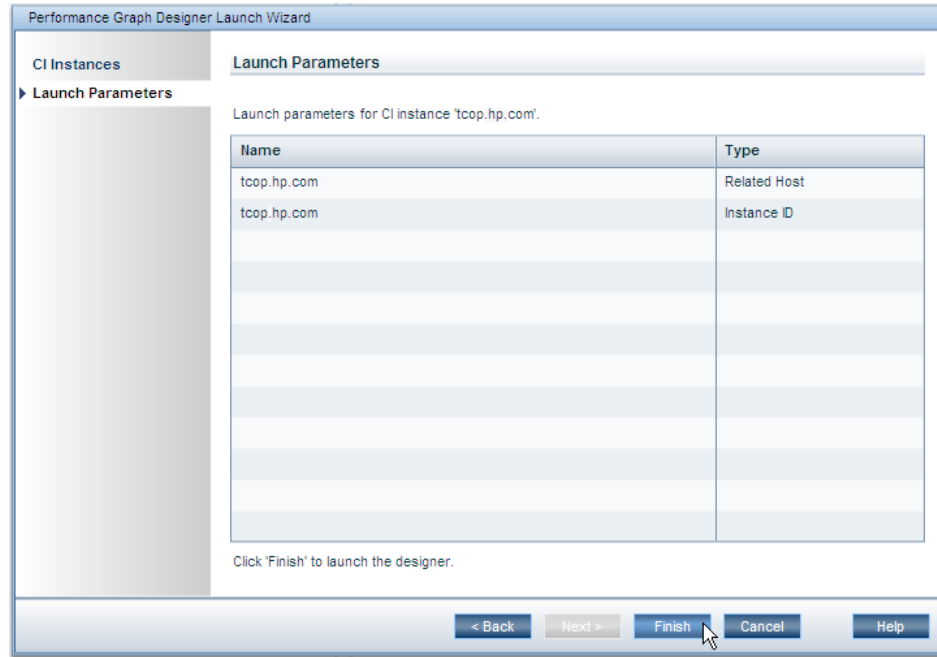 Performance Graph Designer Launch Wizard
CI Instances
Launch Parameters
Launch Parameters
Launch parameters for CI instance 'tcop.hp.com'.
Name Type
tcop.hp.com Related Host
tcop.hp.com Instance ID
Click 'Finish' to launch the designer.
< Back Next > Finish Cancel Help